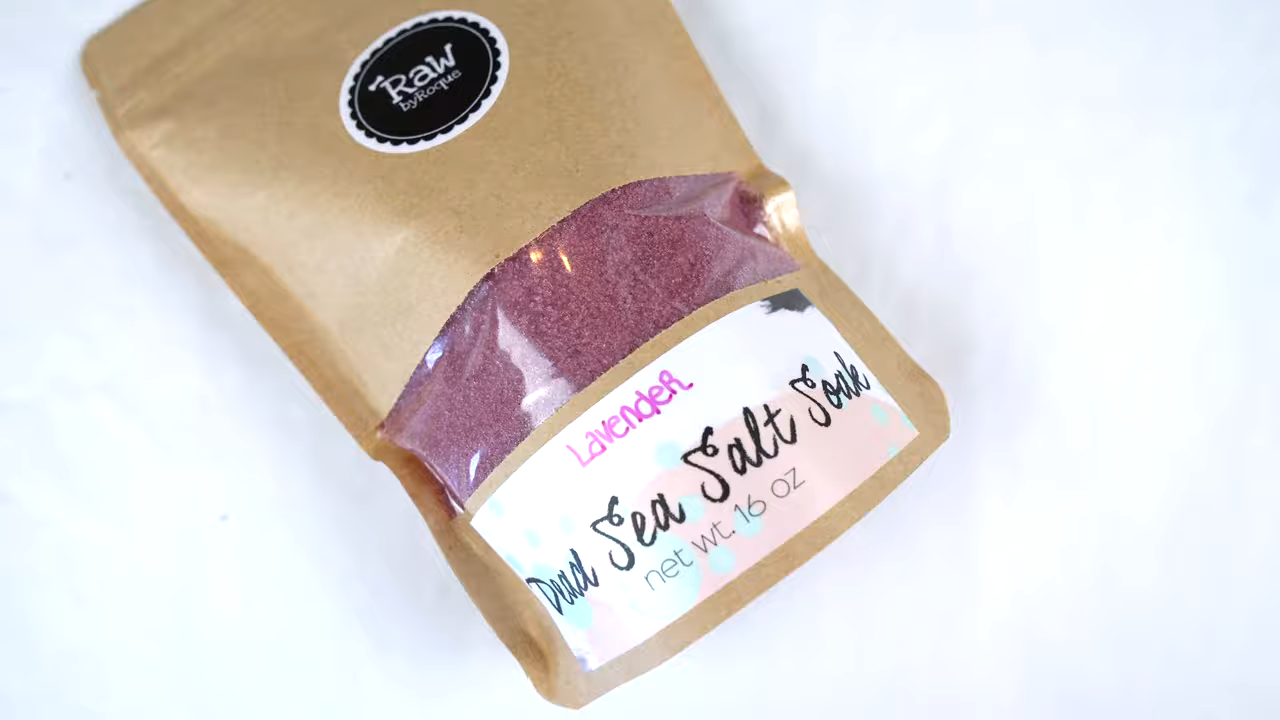 Raw
byRoque
Lavender
Dead Sea Salt Soak
net wt. 16 oz